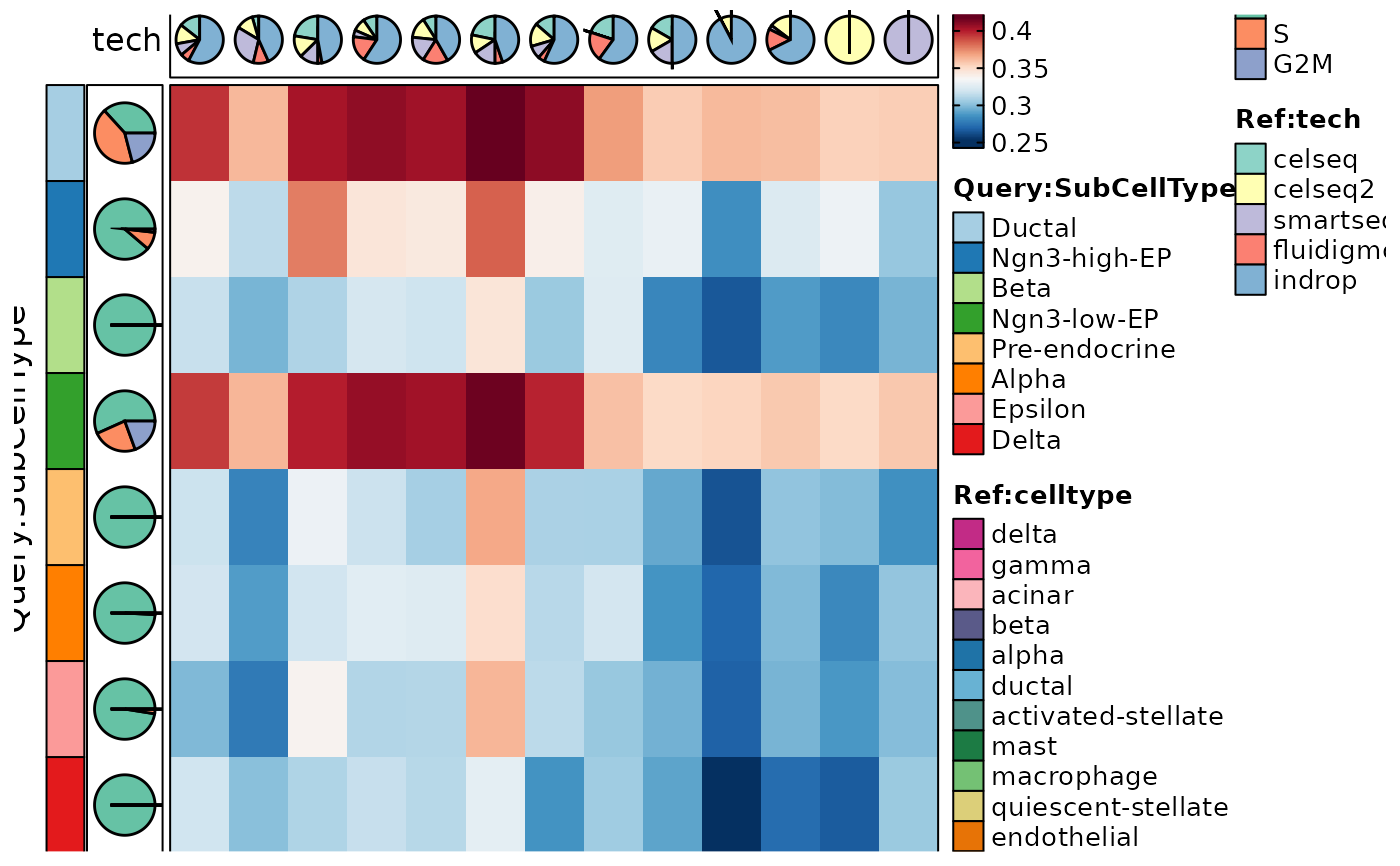 tech
0.4
0.35
0.3
0.25
S
G2M
Ref:tech
celseq
celseq2
smartsec
fluidigm
indrop
Query:SubCellType
Ductal
Ngn3-high-EP
Beta
Ngn3-low-EP
Pre-endocrine
Alpha
Epsilon
Delta
Ref:celltype
delta
gamma
acinar
beta
alpha
ductal
activated-stellate
mast
macrophage
quiescent-stellate
endothelial